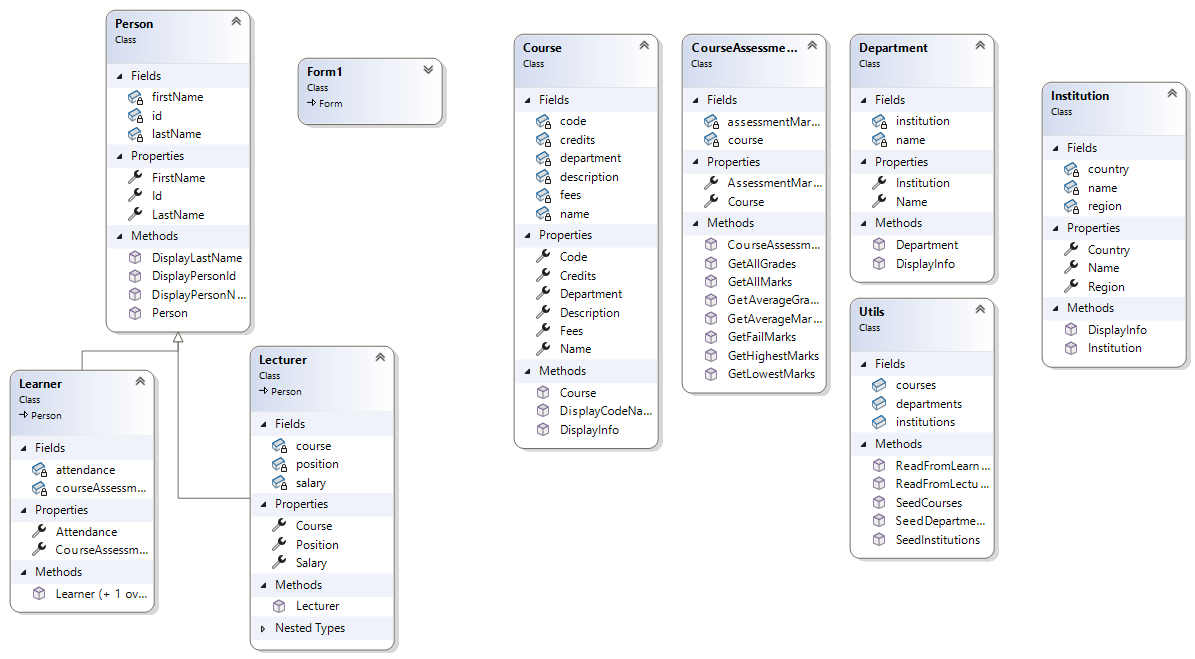 Person
Class
Fields
firstName
id
lastName
Properties
FirstName
Id
LastName
Methods
DisplayLastName
DisplayPersonId
DisplayPersonN...
Person
Form1
Class
Form
Learner
Class
Person
Fields
attendance
courseAssessm...
Properties
Attendance
CourseAssessm...
Methods
Learner (+ 1 ov...
Lecturer
Class
Person
Fields
course
position
salary
Properties
Course
Position
Salary
Methods
Lecturer
Nested Types
Course
Class
Fields
code
credits
department
description
fees
name
Properties
Code
Credits
Department
Description
Fees
Name
Methods
Course
DisplayCodeNa...
DisplayInfo
CourseAssessme...
Class
Fields
assessmentMar...
course
Properties
AssessmentMar...
Course
Methods
CourseAssessm...
GetAllGrades
GetAllMarks
GetAverageGra...
GetAverageMar...
GetFailMarks
GetHighestMarks
GetLowestMarks
Department
Class
Fields
institution
name
Properties
Institution
Name
Methods
Department
DisplayInfo
Utils
Class
Fields
courses
departments
institutions
Methods
ReadFromLearn...
ReadFromLectu...
SeedCourses
SeedDepartme...
SeedInstitutions
Institution
Class
Fields
country
name
region
Properties
Country
Name
Region
Methods
DisplayInfo
Institution